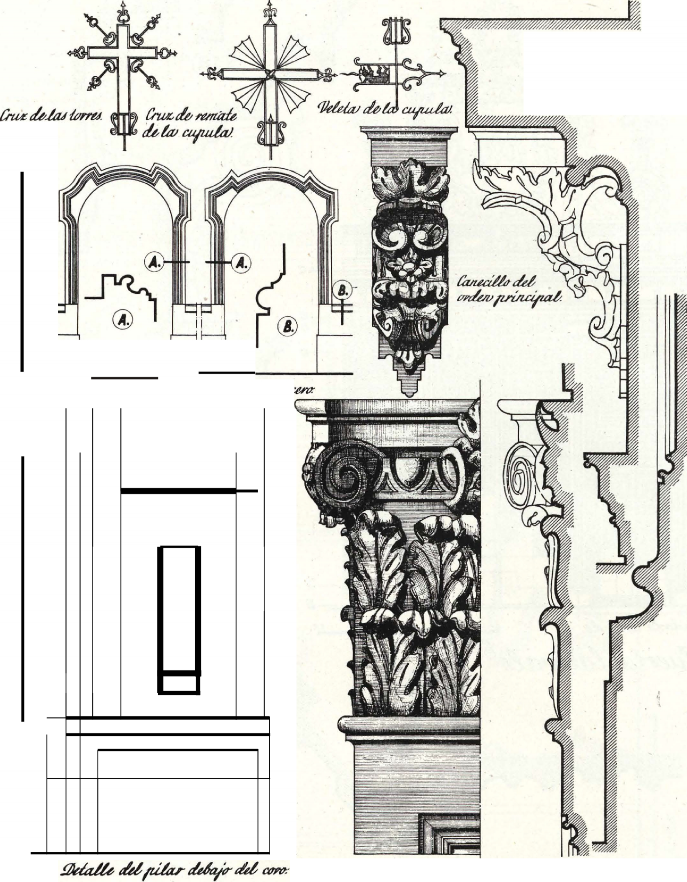 Cruz de las torres
Cruz de remate
de la cupula.
Veleta de la cupula.
A.
A.
B.
A.
B.
Canecillo del
orden principal.
ero.
Detalle del pilar debajo del coro.